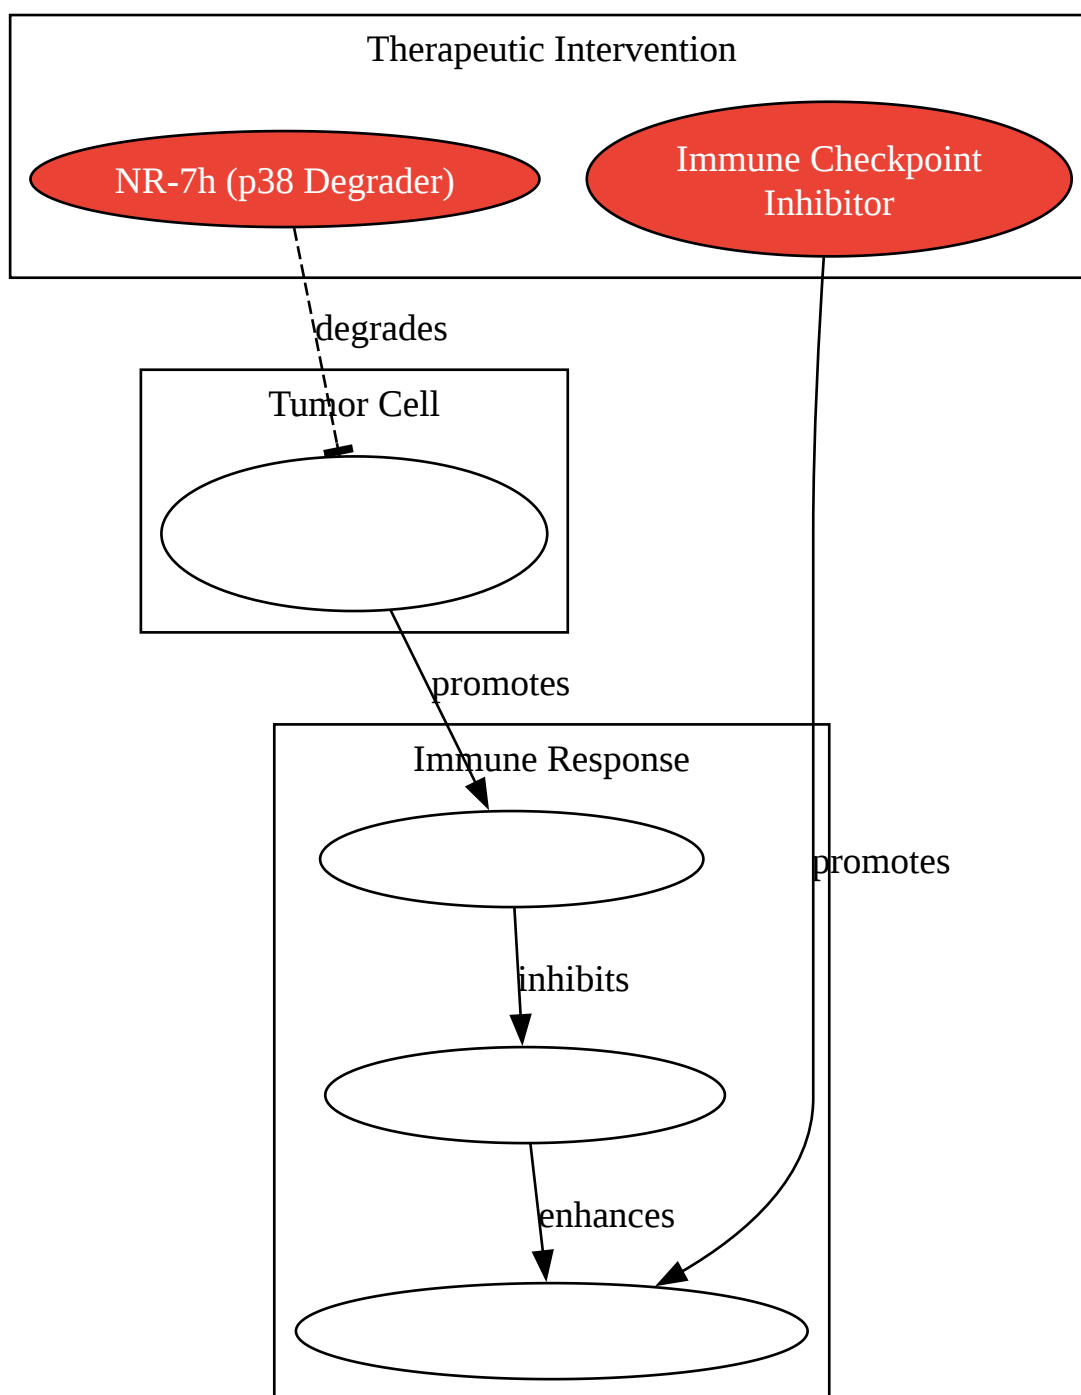 Therapeutic Intervention
NR-7h (p38 Degrader)
Immune Checkpoint
Inhibitor
degrades
Tumor Cell
promotes
Immune Response
promotes
inhibits
enhances